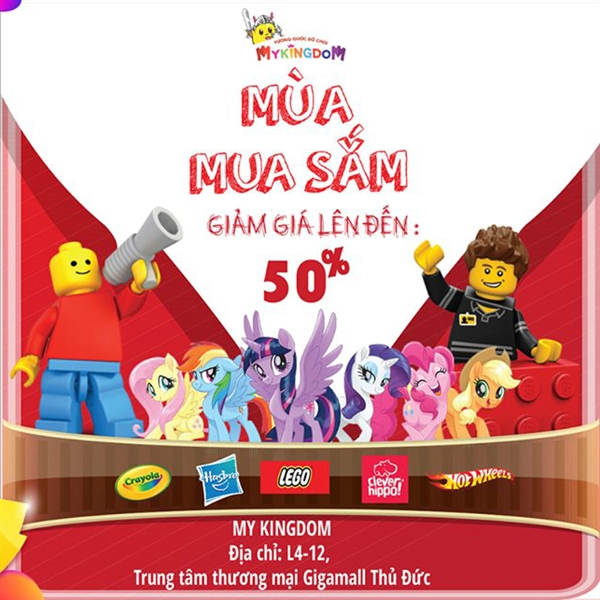 VƯƠNG QUỐC ĐỒ CHƠI
MYKINGDOM
MÙA
MUA SẮM
GIẢM GIÁ LÊN ĐẾN :
50%
Crayola
Hasbro
LEGO
clever
hippo!
HOT WHEELS
MY KINGDOM
Địa chỉ: L4-12,
Trung tâm thương mại Gigamall Thủ Đức